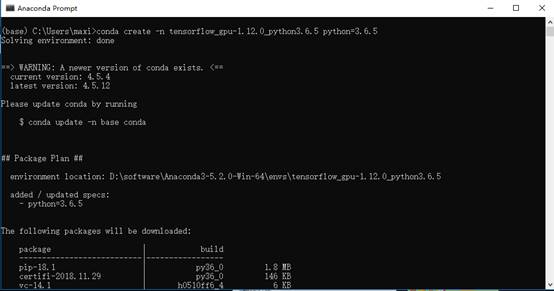 Anaconda Prompt
(base) C:\Users\maxi>conda create -n tensorflow_gpu-1.12.0_python3.6.5 python=3.6.5
Solving environment: done
==> WARNING: A newer version of conda exists. <==
current version: 4.5.4
latest version: 4.5.12
Please update conda by running
$ conda update -n base conda
## Package Plan ##
environment location: D:\software\Anaconda3-5.2.0-Win-64\envs\tensorflow_gpu-1.12.0_python3.6.5
added / updated specs:
- python=3.6.5
The following packages will be downloaded:
package | build
---------------------------|-----------------
pip-18.1 | py36_0 1.8 MB
certifi-2018.11.29 | py36_0 146 KB
vc-14.1 | h0510ff6_4 6 KB